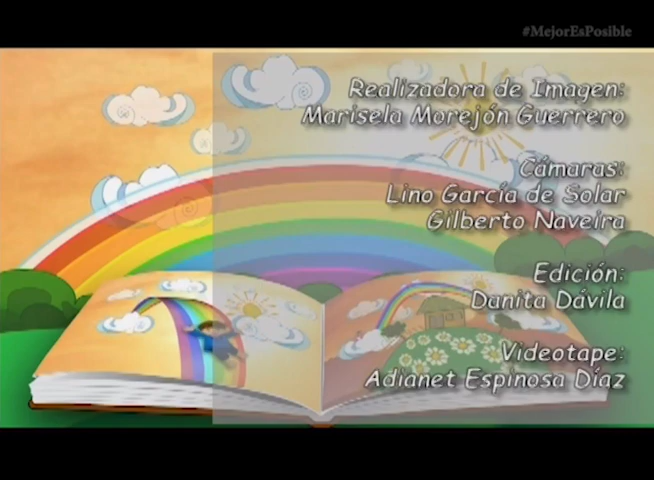 #MejorEsPosible
Realizadora de Imagen:
Marisela Morejón Guerrero
Cámaras:
Lino García de Solar
Gilberto Naveira
Edición:
Danita Dávila
Videotape:
Adianet Espinosa Díaz